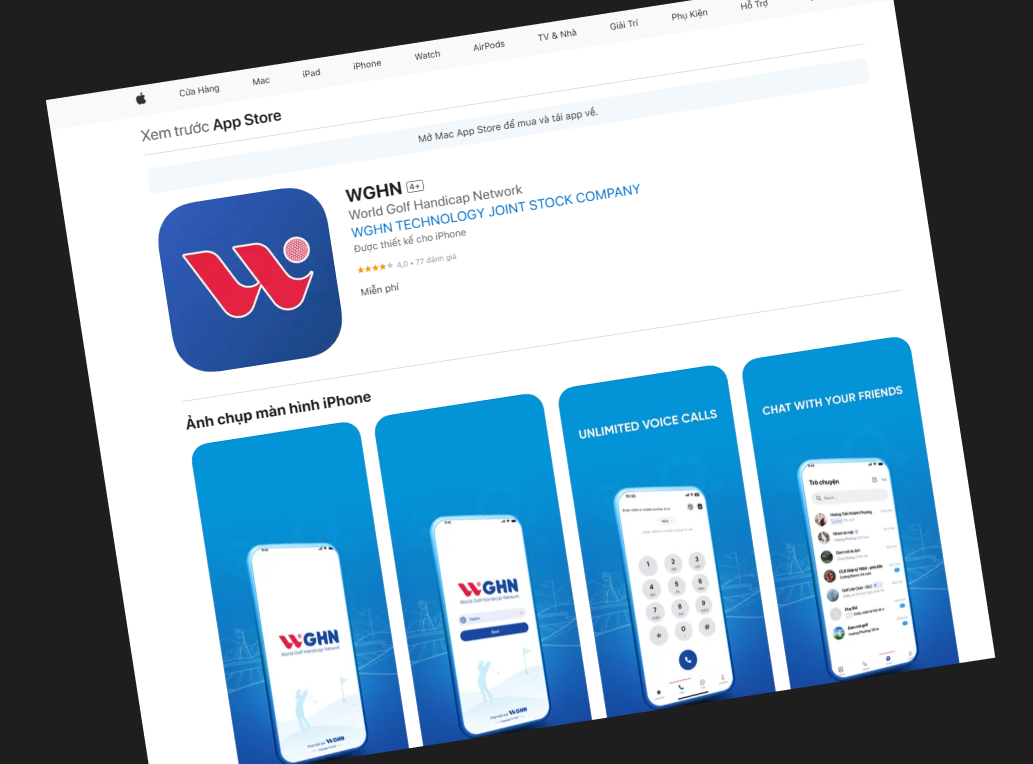 Cửa Hàng Mac iPad iPhone Watch AirPods TV & Nhà Giải Trí Phụ Kiện Hỗ Trợ
Xem trước App Store
Mở Mac App Store để mua và tải app về.
WGHN 4+
World Golf Handicap Network
WGHN TECHNOLOGY JOINT STOCK COMPANY
Được thiết kế cho iPhone
4,0 • 77 đánh giá
Miễn phí
Ảnh chụp màn hình iPhone
WGHN
World Golf Handicap Network
WGHN
WGHN
World Golf Handicap Network
Start
WGHN
UNLIMITED VOICE CALLS
1 2 3
4 5 6
7 8 9
* 0 #
CHAT WITH YOUR FRIENDS
Trò chuyện
Search...